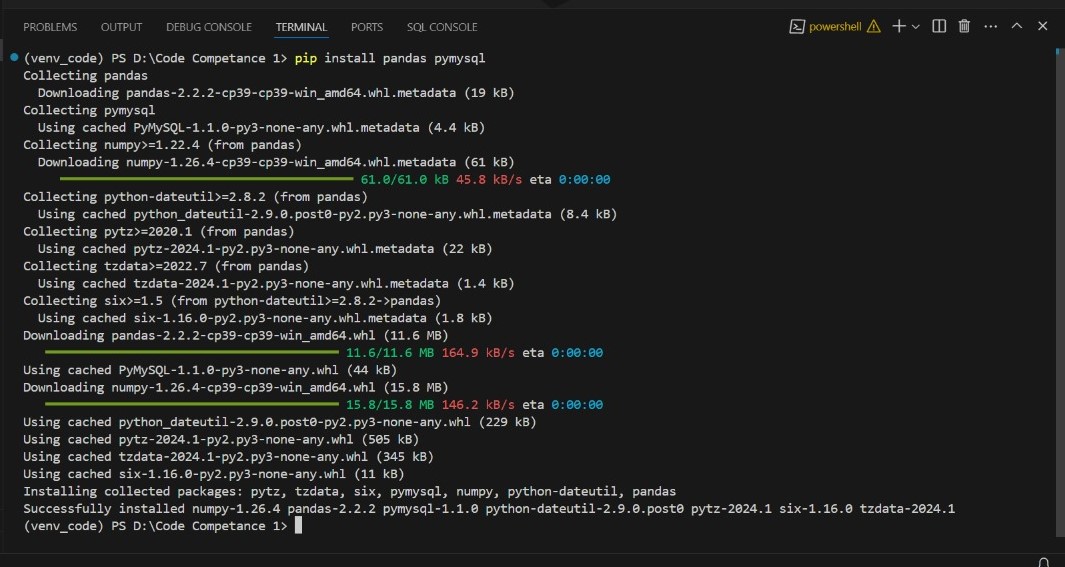 PROBLEMS OUTPUT DEBUG CONSOLE TERMINAL PORTS SQL CONSOLE powershell
(venv_code) PS D:\Code Competance 1> pip install pandas pymysql
Collecting pandas
Downloading pandas-2.2.2-cp39-cp39-win_amd64.whl.metadata (19 kB)
Collecting pymysql
Using cached PyMySQL-1.1.0-py3-none-any.whl.metadata (4.4 kB)
Collecting numpy>=1.22.4 (from pandas)
Downloading numpy-1.26.4-cp39-cp39-win_amd64.whl.metadata (61 kB)
61.0/61.0 kB 45.8 kB/s eta 0:00:00
Collecting python-dateutil>=2.8.2 (from pandas)
Using cached python_dateutil-2.9.0.post0-py2.py3-none-any.whl.metadata (8.4 kB)
Collecting pytz>=2020.1 (from pandas)
Using cached pytz-2024.1-py2.py3-none-any.whl.metadata (22 kB)
Collecting tzdata>=2022.7 (from pandas)
Using cached tzdata-2024.1-py2.py3-none-any.whl.metadata (1.4 kB)
Collecting six>=1.5 (from python-dateutil>=2.8.2->pandas)
Using cached six-1.16.0-py2.py3-none-any.whl.metadata (1.8 kB)
Downloading pandas-2.2.2-cp39-cp39-win_amd64.whl (11.6 MB)
11.6/11.6 MB 164.9 kB/s eta 0:00:00
Using cached PyMySQL-1.1.0-py3-none-any.whl (44 kB)
Downloading numpy-1.26.4-cp39-cp39-win_amd64.whl (15.8 MB)
15.8/15.8 MB 146.2 kB/s eta 0:00:00
Using cached python_dateutil-2.9.0.post0-py2.py3-none-any.whl (229 kB)
Using cached pytz-2024.1-py2.py3-none-any.whl (505 kB)
Using cached tzdata-2024.1-py2.py3-none-any.whl (345 kB)
Using cached six-1.16.0-py2.py3-none-any.whl (11 kB)
Installing collected packages: pytz, tzdata, six, pymysql, numpy, python-dateutil, pandas
Successfully installed numpy-1.26.4 pandas-2.2.2 pymysql-1.1.0 python-dateutil-2.9.0.post0 pytz-2024.1 six-1.16.0 tzdata-2024.1
(venv_code) PS D:\Code Competance 1>